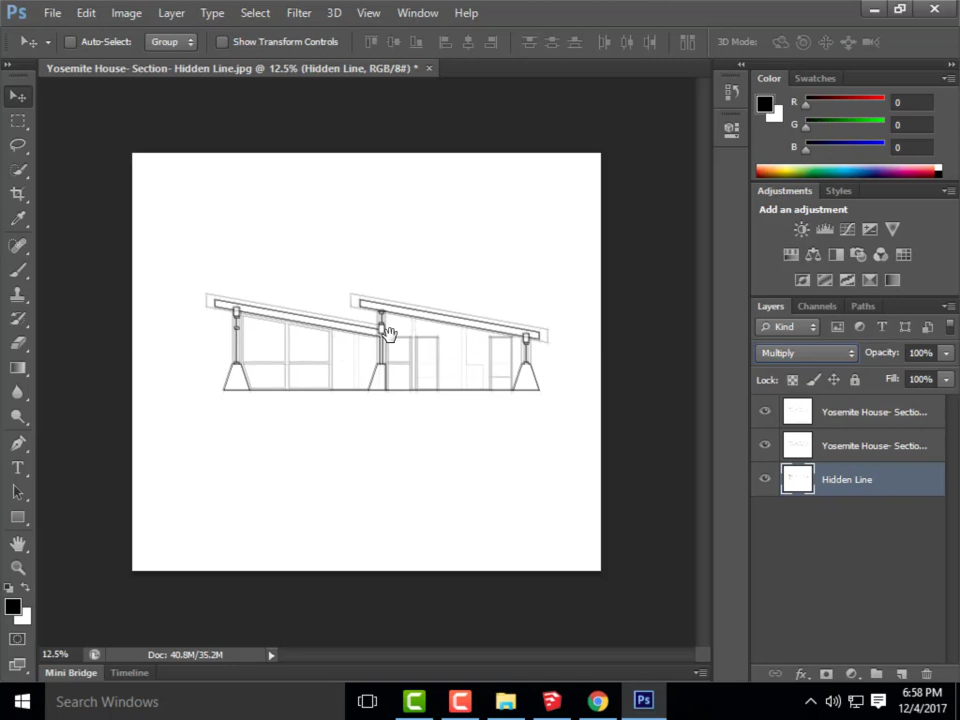 Ps File Edit Image Layer Type Select Filter 3D View Window Help
Auto-Select: Group Show Transform Controls 3D Mode:
Yosemite House- Section- Hidden Line.jpg @ 12.5% (Hidden Line, RGB/8#) * ×
Color Swatches
R 0
G 0
B 0
Adjustments Styles
Add an adjustment
Layers Channels Paths
Kind
Multiply Opacity: 100%
Lock: Fill: 100%
Yosemite House- Sectio...
Yosemite House- Sectio...
Hidden Line
12.5% Doc: 40.8M/35.2M
Mini Bridge Timeline
Search Windows
Ps
6:58 PM
12/4/2017